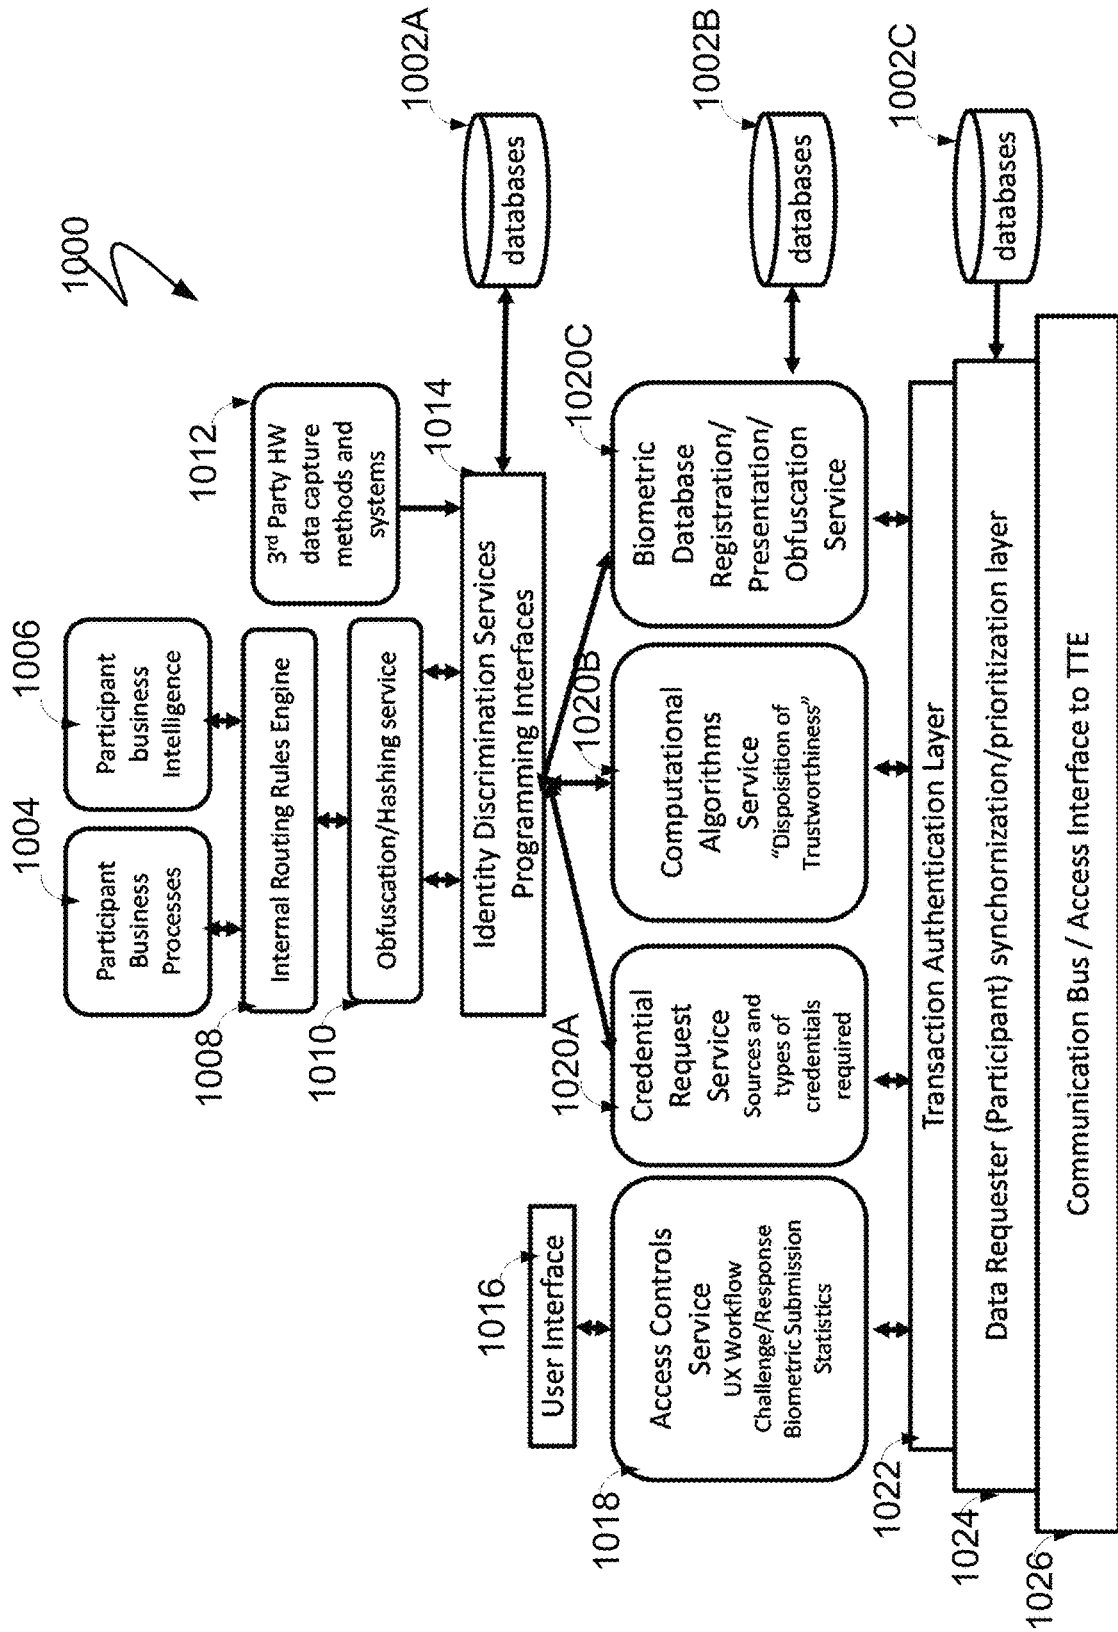 1000
1004
1006
Participant
Business
Processes
Participant
business
Intelligence
1008
Internal Routing Rules Engine
1010
Obfuscation/Hashing service
1012
3rd Party HW
data capture
methods and
systems
1014
Identity Discrimination Services
Programming Interfaces
1002A
databases
1016
User Interface
1018
Access Controls
Service
UX Workflow
Challenge/Response
Biometric Submission
Statistics
1020A
Credential
Request
Service
Sources and
types of
credentials
required
1020B
Computational
Algorithms
Service
“Dispoisition of
Trustworthiness”
1020C
Biometric
Database
Registration/
Presentation/
Obfuscation
Service
1002B
databases
1022
Transaction Authentication Layer
1024
Data Requester (Participant) synchornization/prioritization layer
1002C
databases
1026
Communication Bus / Access Interface to TTE